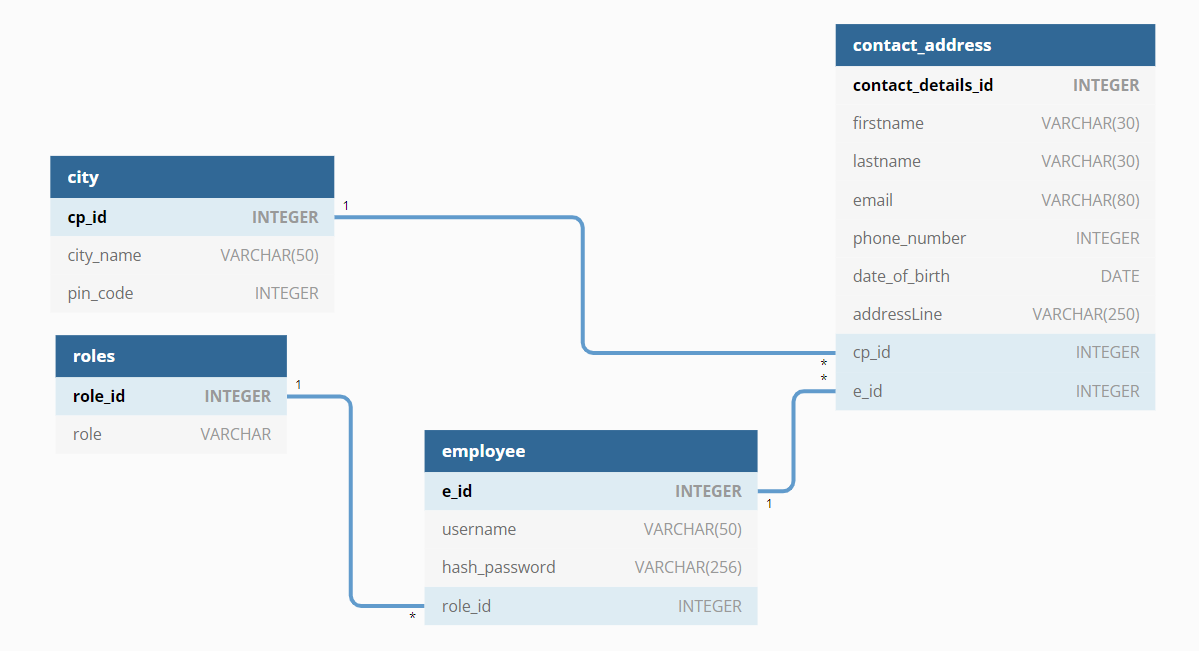 contact_address
contact_details_id INTEGER
firstname VARCHAR(30)
lastname VARCHAR(30)
email VARCHAR(80)
phone_number INTEGER
date_of_birth DATE
addressLine VARCHAR(250)
cp_id INTEGER
e_id INTEGER
*
*
city
cp_id INTEGER
city_name VARCHAR(50)
pin_code INTEGER
1
roles
role_id INTEGER
role VARCHAR
1
employee
e_id INTEGER
username VARCHAR(50)
hash_password VARCHAR(256)
role_id INTEGER
1
*